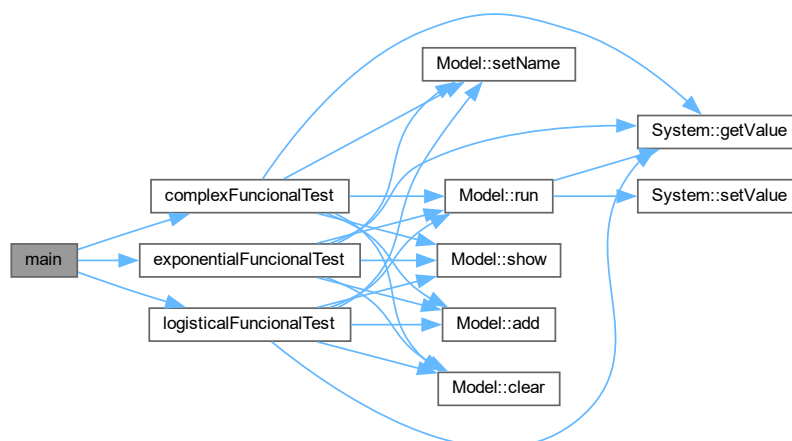 Model::setName
System::getValue
complexFuncionalTest
Model::run
System::setValue
main
exponentialFuncionalTest
Model::show
logisticalFuncionalTest
Model::add
Model::clear